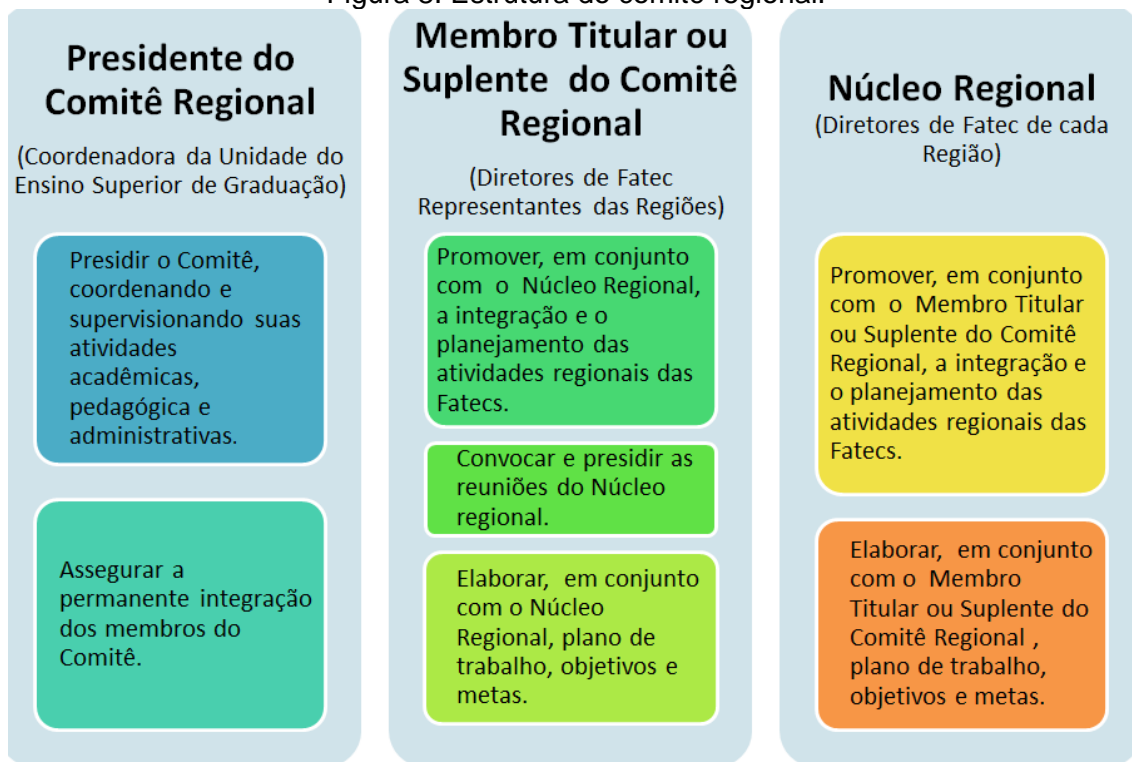 Figura 3. Estrutura do comitê regional.
Presidente do
Comitê Regional
(Coordenadora da Unidade do
Ensino Superior de Graduação)
Presidir o Comitê,
coordenando e
supervisionando suas
atividades
acadêmicas,
pedagógica e
administrativas.
Assegurar a
permanente integração
dos membros do
Comitê.
Membro Titular ou
Suplente do Comitê
Regional
(Diretores de Fatec
Representantes das Regiões)
Promover, em conjunto
com o Núcleo Regional,
a integração e o
planejamento das
atividades regionais das
Fatecs.
Convocar e presidir as
reuniões do Núcleo
regional.
Elaborar, em conjunto
com o Núcleo
Regional, plano de
trabalho, objetivos e
metas.
Núcleo Regional
(Diretores de Fatec de cada
Região)
Promover, em conjunto
com o Membro Titular
ou Suplente do Comitê
Regional, a integração e
o planejamento das
atividades regionais das
Fatecs.
Elaborar, em conjunto
com o Membro
Titular ou Suplente do
Comitê Regional ,
plano de trabalho,
objetivos e metas.